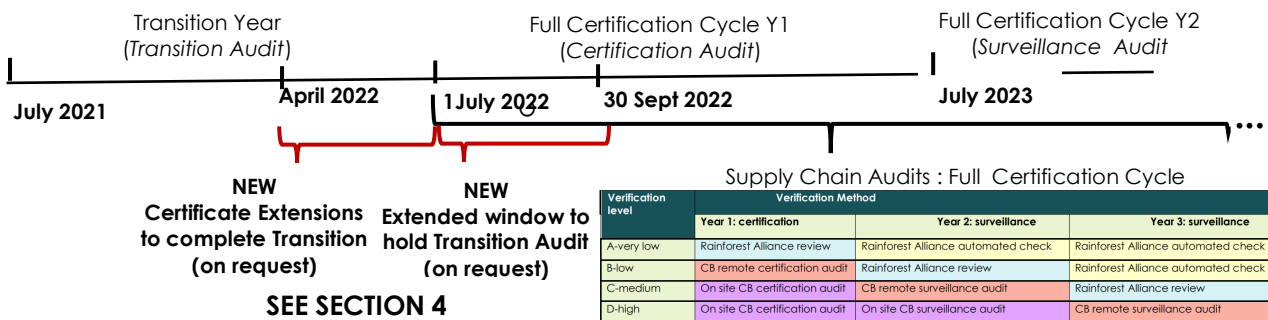 Transition Year
(Transition Audit)
Full Certification Cycle Y1
(Certification Audit)
Full Certification Cycle Y2
(Surveillance Audit
July 2021
April 2022
1July 2022
30 Sept 2022
July 2023
...
NEW
Certificate Extensions
to complete Transition
(on request)
NEW
Extended window to
hold Transition Audit
(on request)
SEE SECTION 4
Supply Chain Audits : Full Certification Cycle
Verification level
Verification Method
Year 1: certification
Year 2: surveillance
Year 3: surveillance
A-very low
Rainforest Alliance review
Rainforest Alliance automated check
Rainforest Alliance automated check
B-low
CB remote certification audit
Rainforest Alliance review
Rainforest Alliance automated check
C-medium
On site CB certification audit
CB remote surveillance audit
Rainforest Alliance review
D-high
On site CB certification audit
On site CB surveillance audit
CB remote surveillance audit